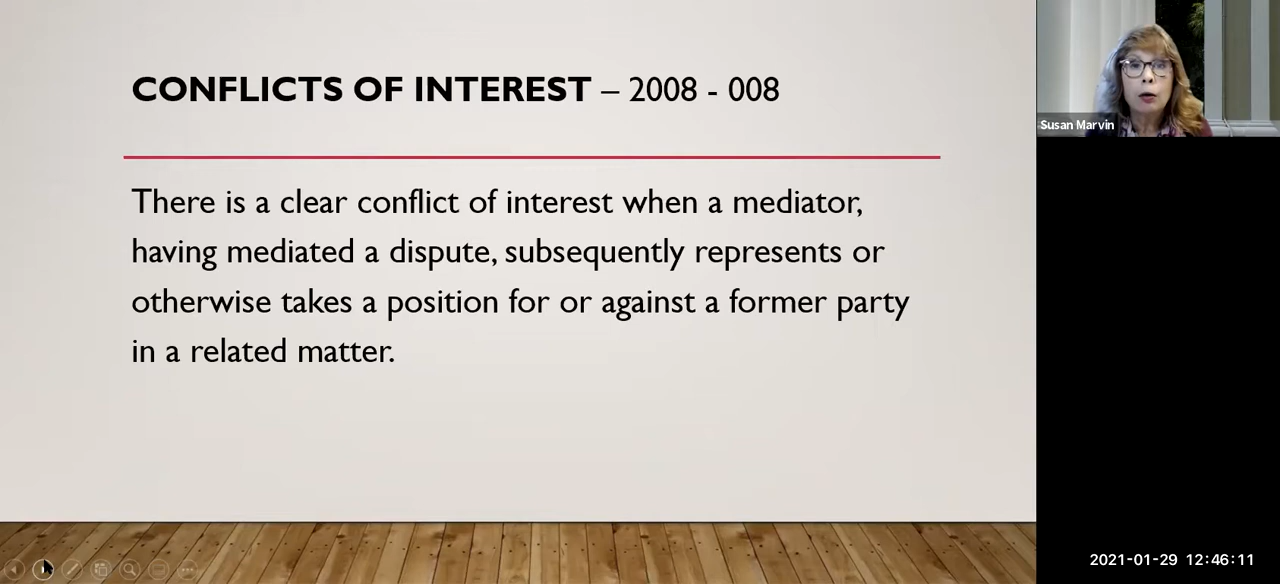 CONFLICTS OF INTEREST – 2008 - 008
There is a clear conflict of interest when a mediator,
having mediated a dispute, subsequently represents or
otherwise takes a position for or against a former party
in a related matter.
Susan Marvin
2021-01-29 12:46:11